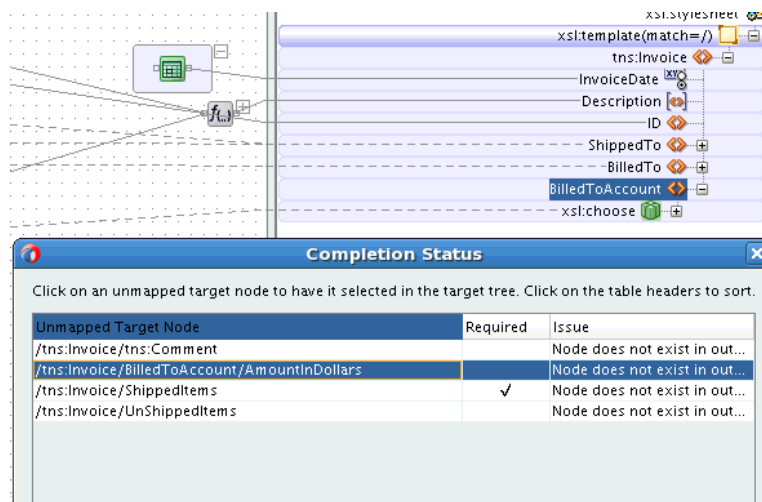 xsl:stylesheet
xsl:template(match=/)
tns:Invoice
InvoiceDate
f(..)
Description
ID
ShippedTo
BilledTo
BilledToAccount
xsl:choose
Completion Status
Click on an unmapped target node to have it selected in the target tree. Click on the table headers to sort.
Unmapped Target Node Required Issue
/tns:Invoice/tns:Comment Node does not exist in out...
/tns:Invoice/BilledToAccount/AmountInDollars Node does not exist in out...
/tns:Invoice/ShippedItems ✓ Node does not exist in out...
/tns:Invoice/UnShippedItems Node does not exist in out...